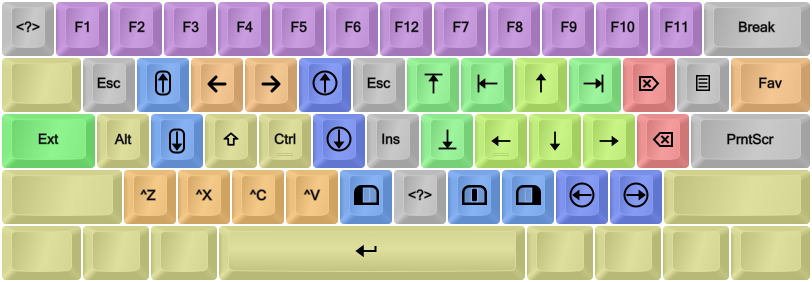 <?> F1 F2 F3 F4 F5 F6 F12 F7 F8 F9 F10 F11 Break
Esc Esc Fav
Ext Alt Ctrl Ins PrntScr
^Z ^X ^C ^V <?>